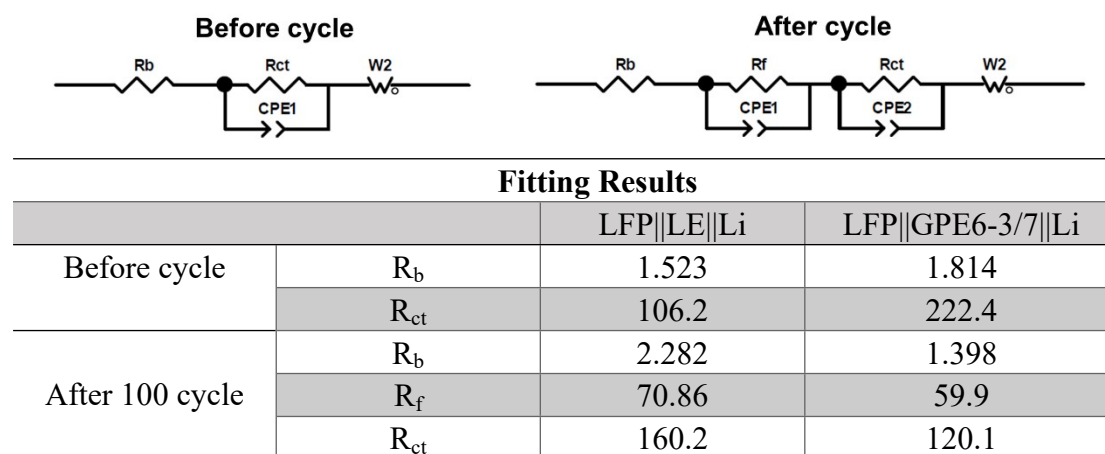 Before cycle
After cycle
Rb Rct W2
CPE1
Rb Rf Rct W2
CPE1 CPE2
Fitting Results
LFP||LE||Li LFP||GPE6-3/7||Li
Before cycle Rb 1.523 1.814
Rct 106.2 222.4
Rb 2.282 1.398
After 100 cycle Rf 70.86 59.9
Rct 160.2 120.1